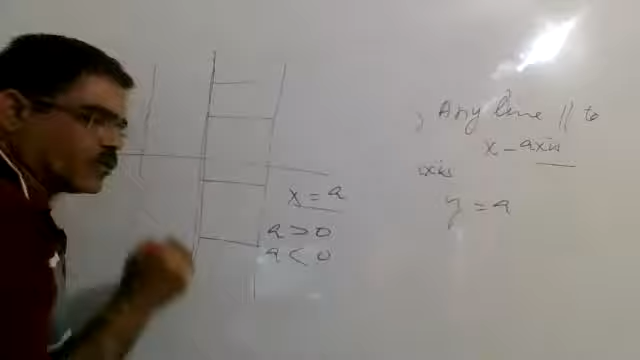 x = a
a > 0
a < 0
, Any line || to
x - axis
axis
y = a